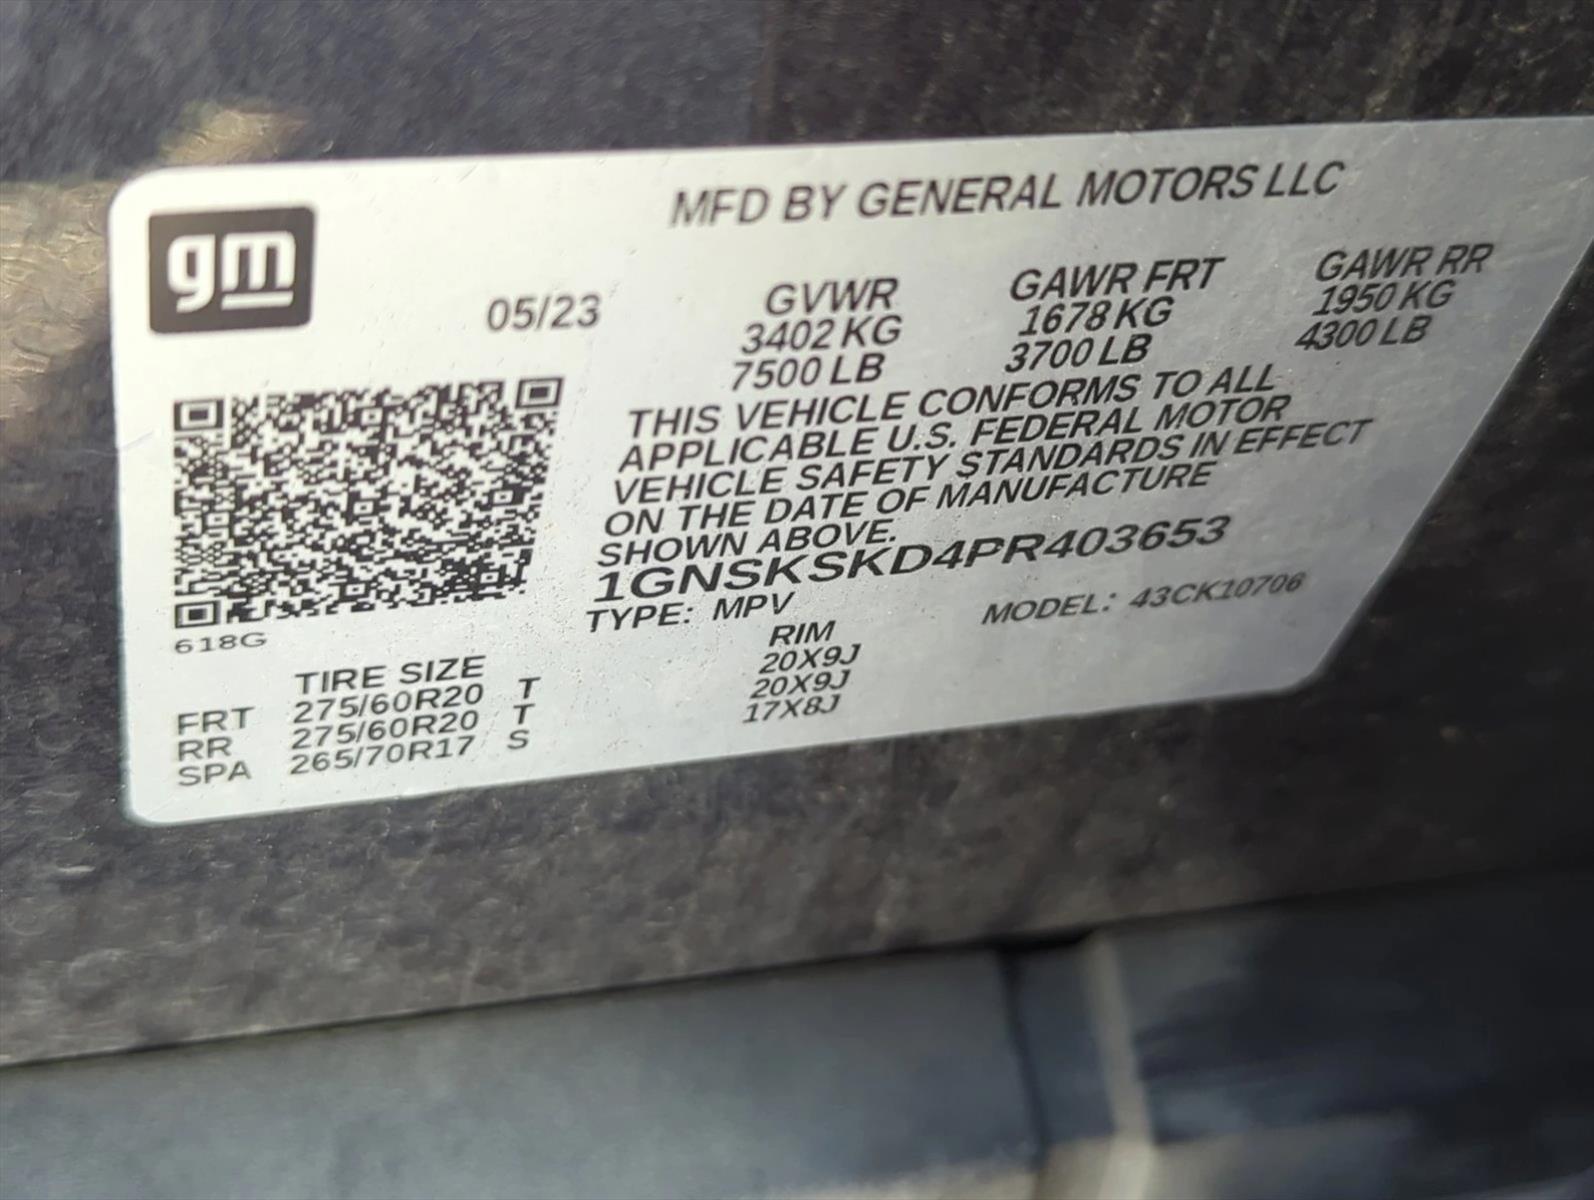 gm
MFD BY GENERAL MOTORS LLC
05/23
GVWR GAWR FRT GAWR RR
3402 KG 1678 KG 1950 KG
7500 LB 3700 LB 4300 LB
THIS VEHICLE CONFORMS TO ALL
APPLICABLE U.S. FEDERAL MOTOR
VEHICLE SAFETY STANDARDS IN EFFECT
ON THE DATE OF MANUFACTURE
SHOWN ABOVE.
1GNSKSKD4PR403653
TYPE: MPV MODEL: 43CK10706
618G
TIRE SIZE RIM
FRT 275/60R20 T 20X9J
RR 275/60R20 T 20X9J
SPA 265/70R17 S 17X8J